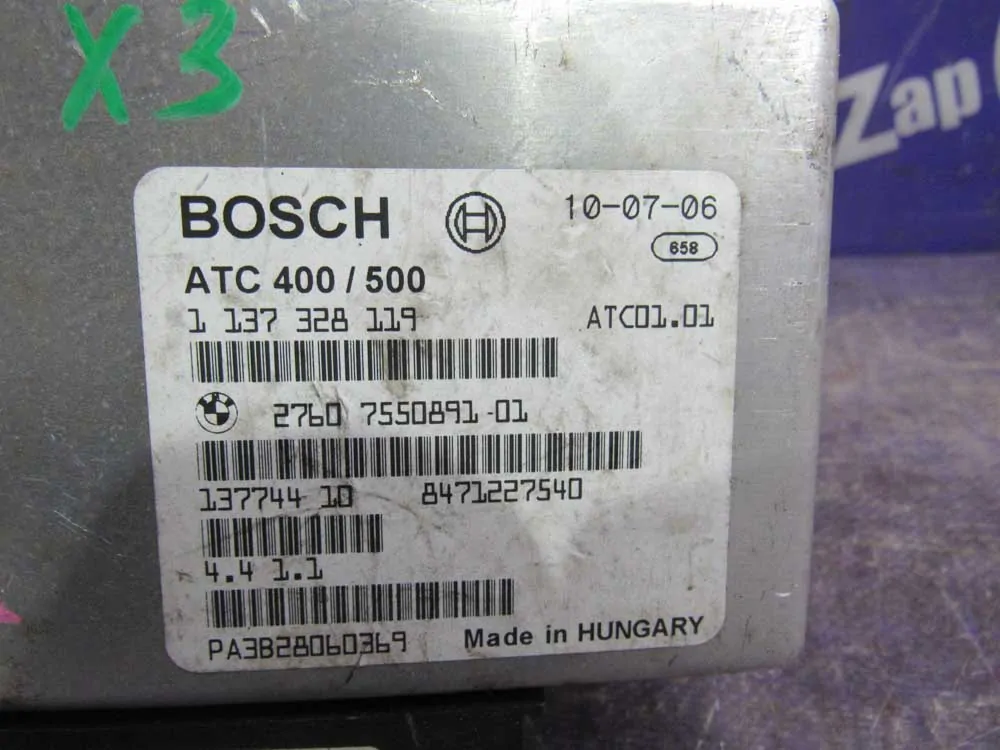 X3
Zap
BOSCH
10-07-06
658
ATC 400 / 500
1 137 328 119
ATC01.01
2760 7550891-01
137744 10 8471227540
4.4 1.1
PA3B28060369
Made in HUNGARY